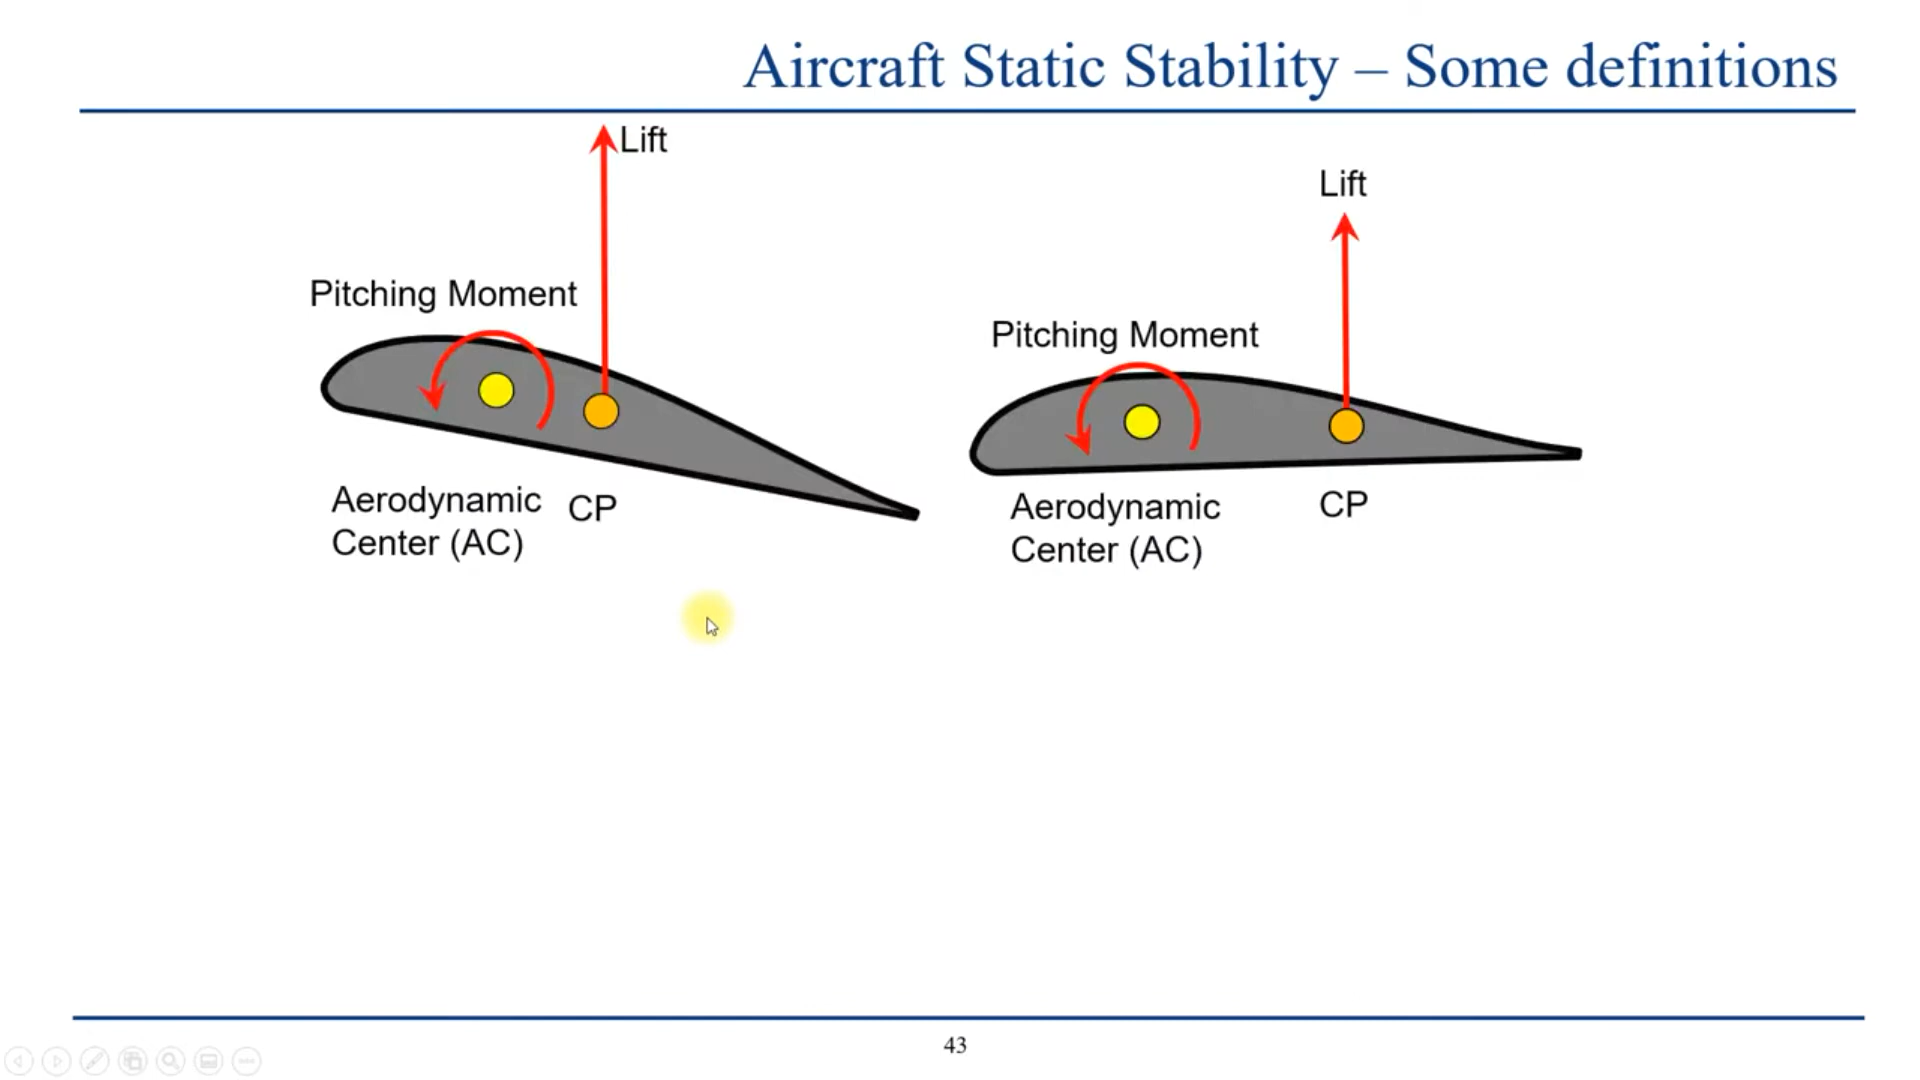 Aircraft Static Stability – Some definitions
Lift
Pitching Moment
Aerodynamic
Center (AC)
CP
Lift
Pitching Moment
Aerodynamic
Center (AC)
CP
43